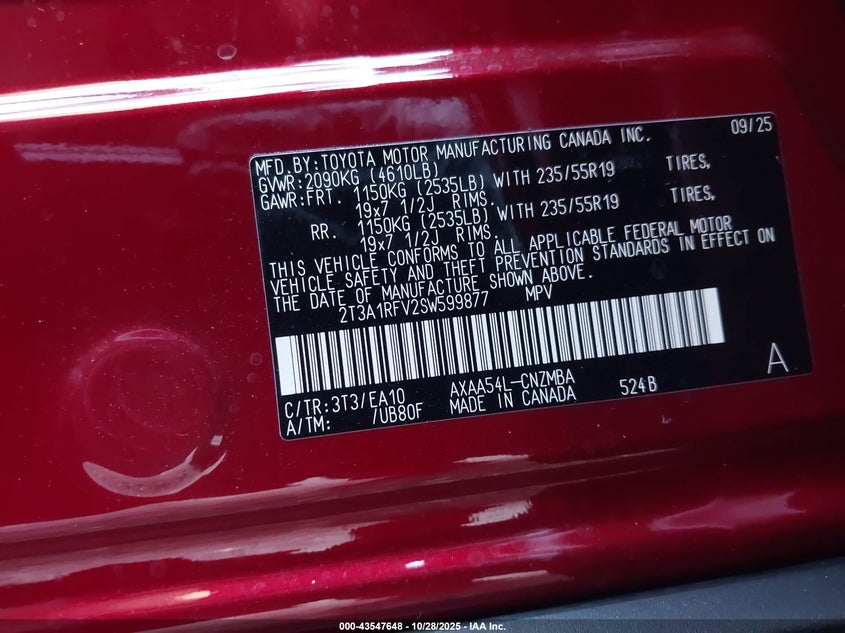 09/25
MFD.BY:TOYOTA MOTOR MANUFACTURING CANADA INC.
GVWR:2090KG (4610LB)
GAWR:FRT. 1150KG (2535LB) WITH 235/55R19 TIRES,
19x7 1/2J RIMS.
RR. 1150KG (2535LB) WITH 235/55R19 TIRES,
19x7 1/2J RIMS.
THIS VEHICLE CONFORMS TO ALL APPLICABLE FEDERAL MOTOR
VEHICLE SAFETY AND THEFT PREVENTION STANDARDS IN EFFECT ON
THE DATE OF MANUFACTURE SHOWN ABOVE.
2T3A1RFV2SW599877 MPV
A
C/TR:3T3/EA10 AXAA54L-CNZMBA 524B
A/TM: /UB80F MADE IN CANADA
000-43547648 | 10/28/2025 - IAA Inc.